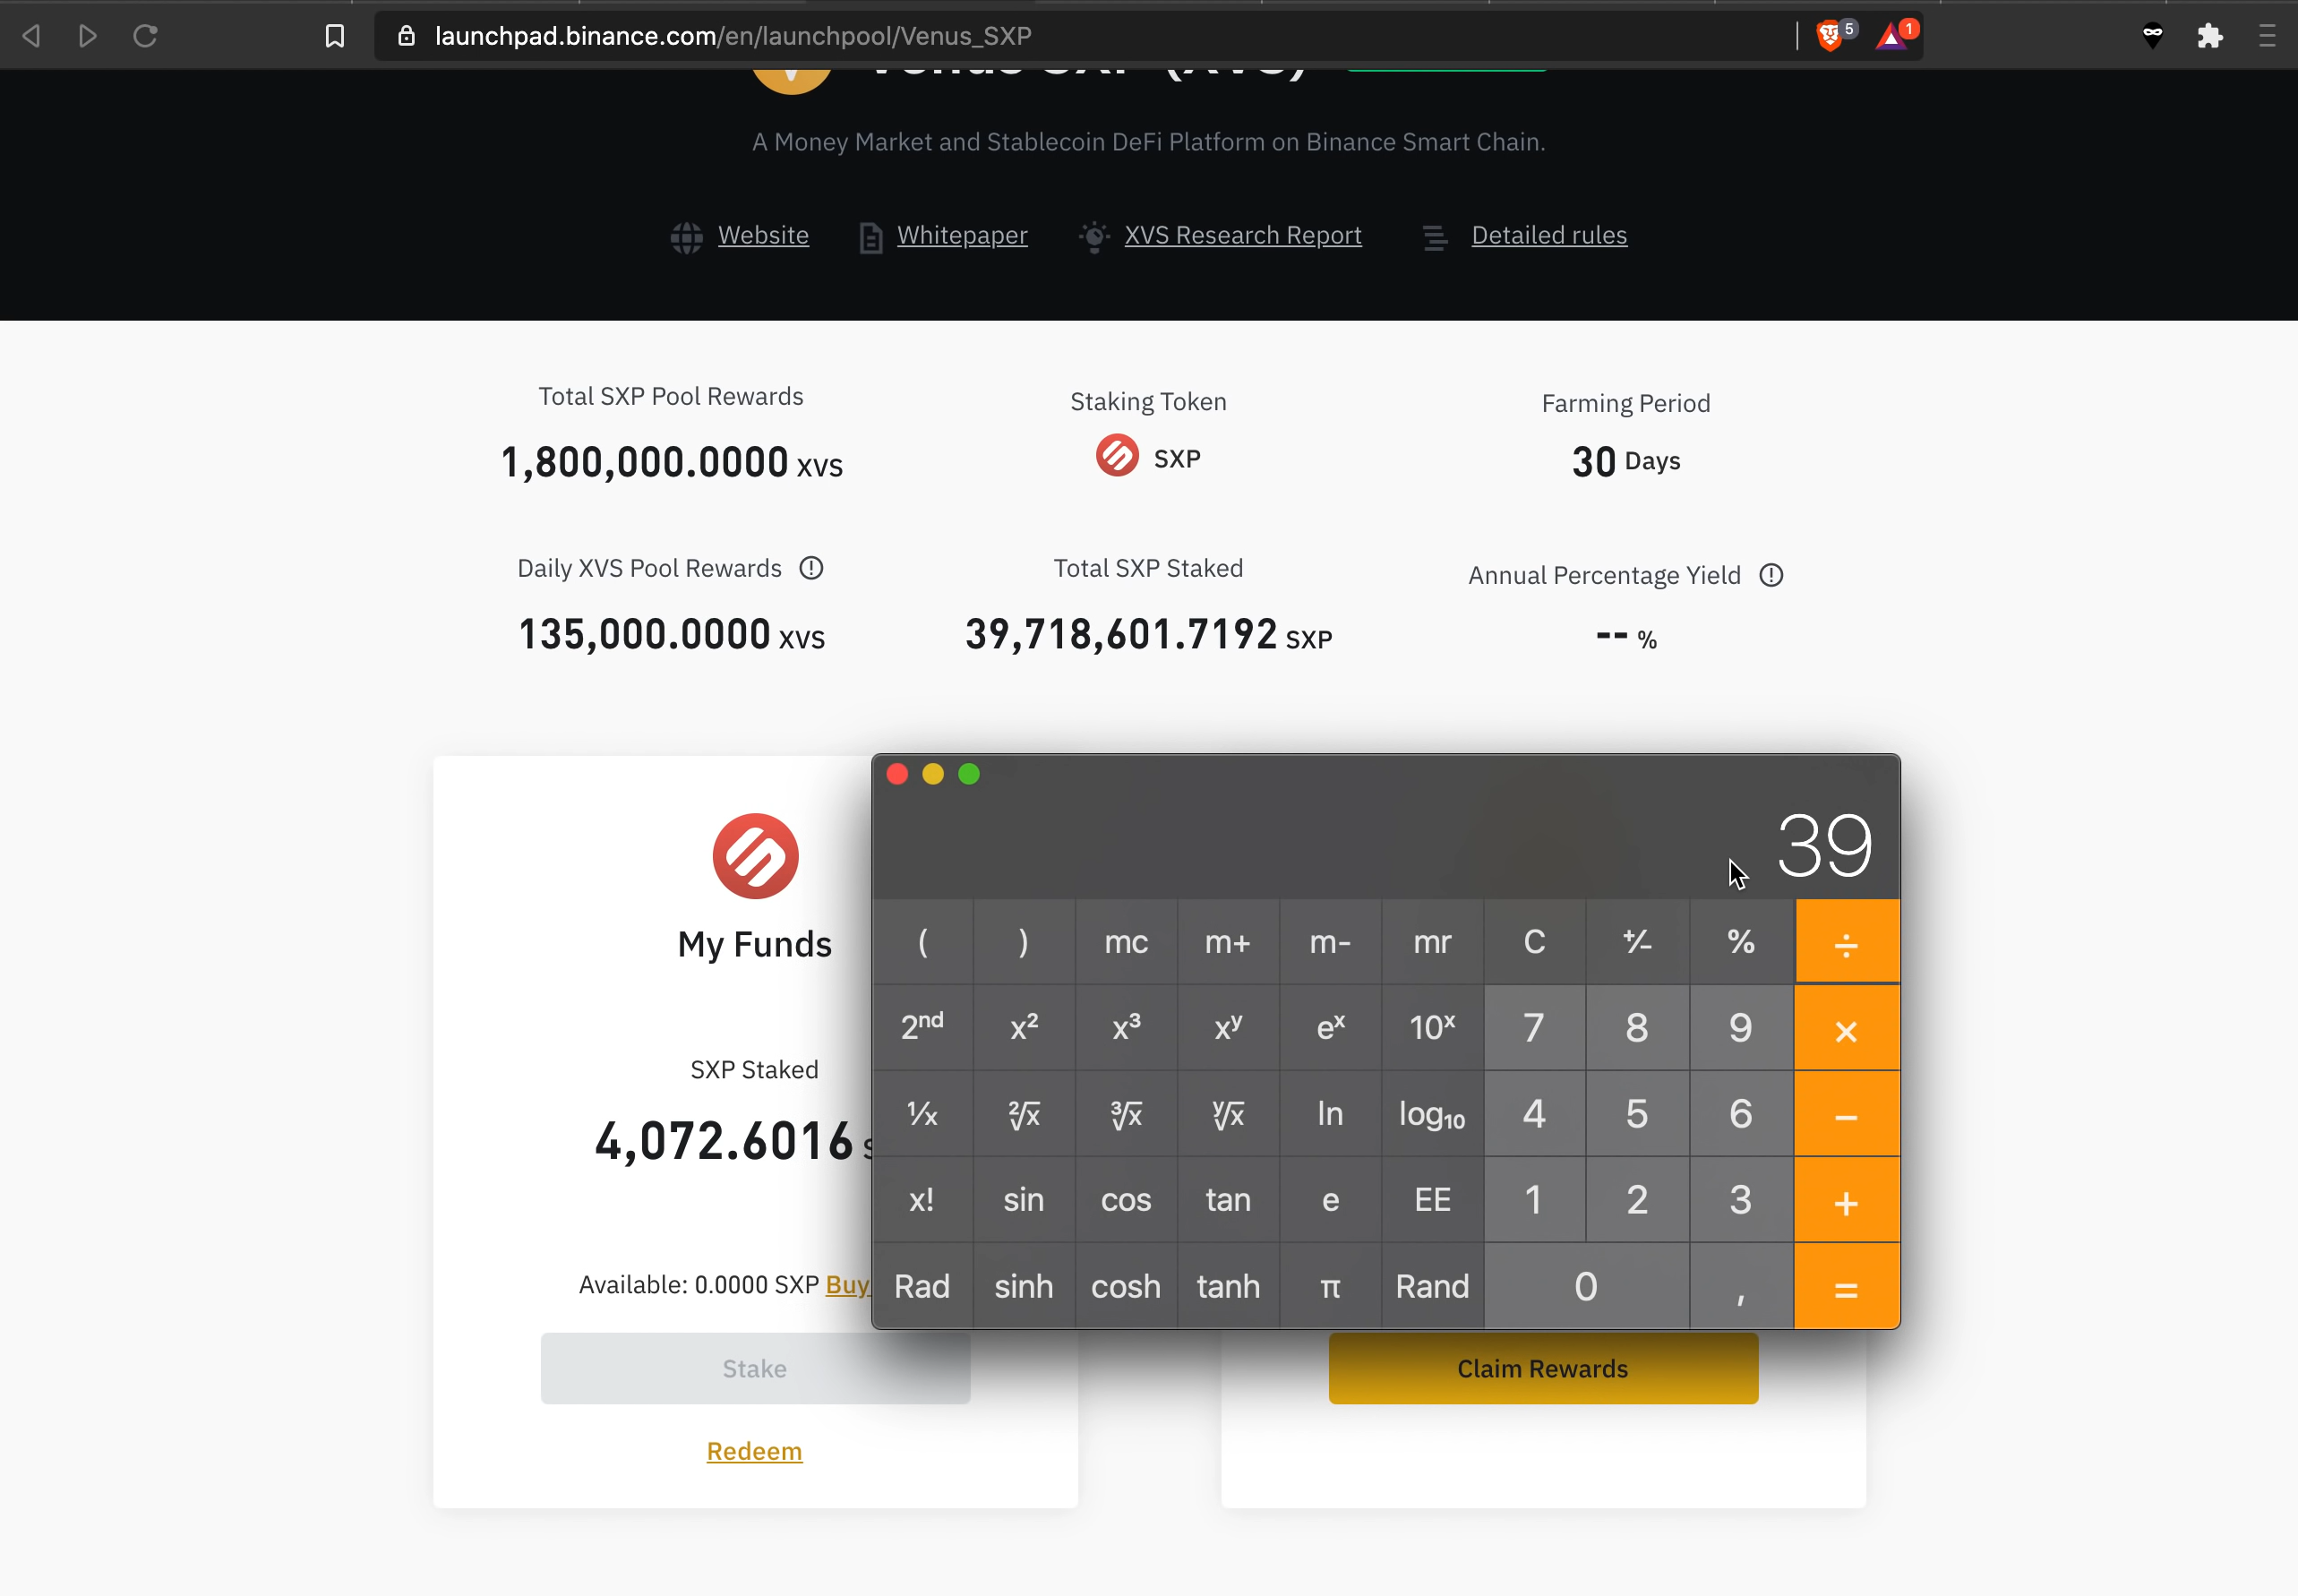 launchpad.binance.com/en/launchpool/Venus_SXP
5
1
Venus SXP (XVS)
A Money Market and Stablecoin DeFi Platform on Binance Smart Chain.
Website Whitepaper XVS Research Report Detailed rules
Total SXP Pool Rewards
1,800,000.0000 XVS
Staking Token
SXP
Farming Period
30 Days
Daily XVS Pool Rewards
135,000.0000 XVS
Total SXP Staked
39,718,601.7192 SXP
Annual Percentage Yield
-- %
My Funds
SXP Staked
4,072.6016
Available: 0.0000 SXP Buy
Stake
Redeem
39
( ) mc m+ m- mr C +/- % ÷
2nd x² x³ xʸ eˣ 10ˣ 7 8 9 ×
1/x ²√x ³√x ʸ√x ln log₁₀ 4 5 6 −
x! sin cos tan e EE 1 2 3 +
Rad sinh cosh tanh π Rand 0 , =
Claim Rewards